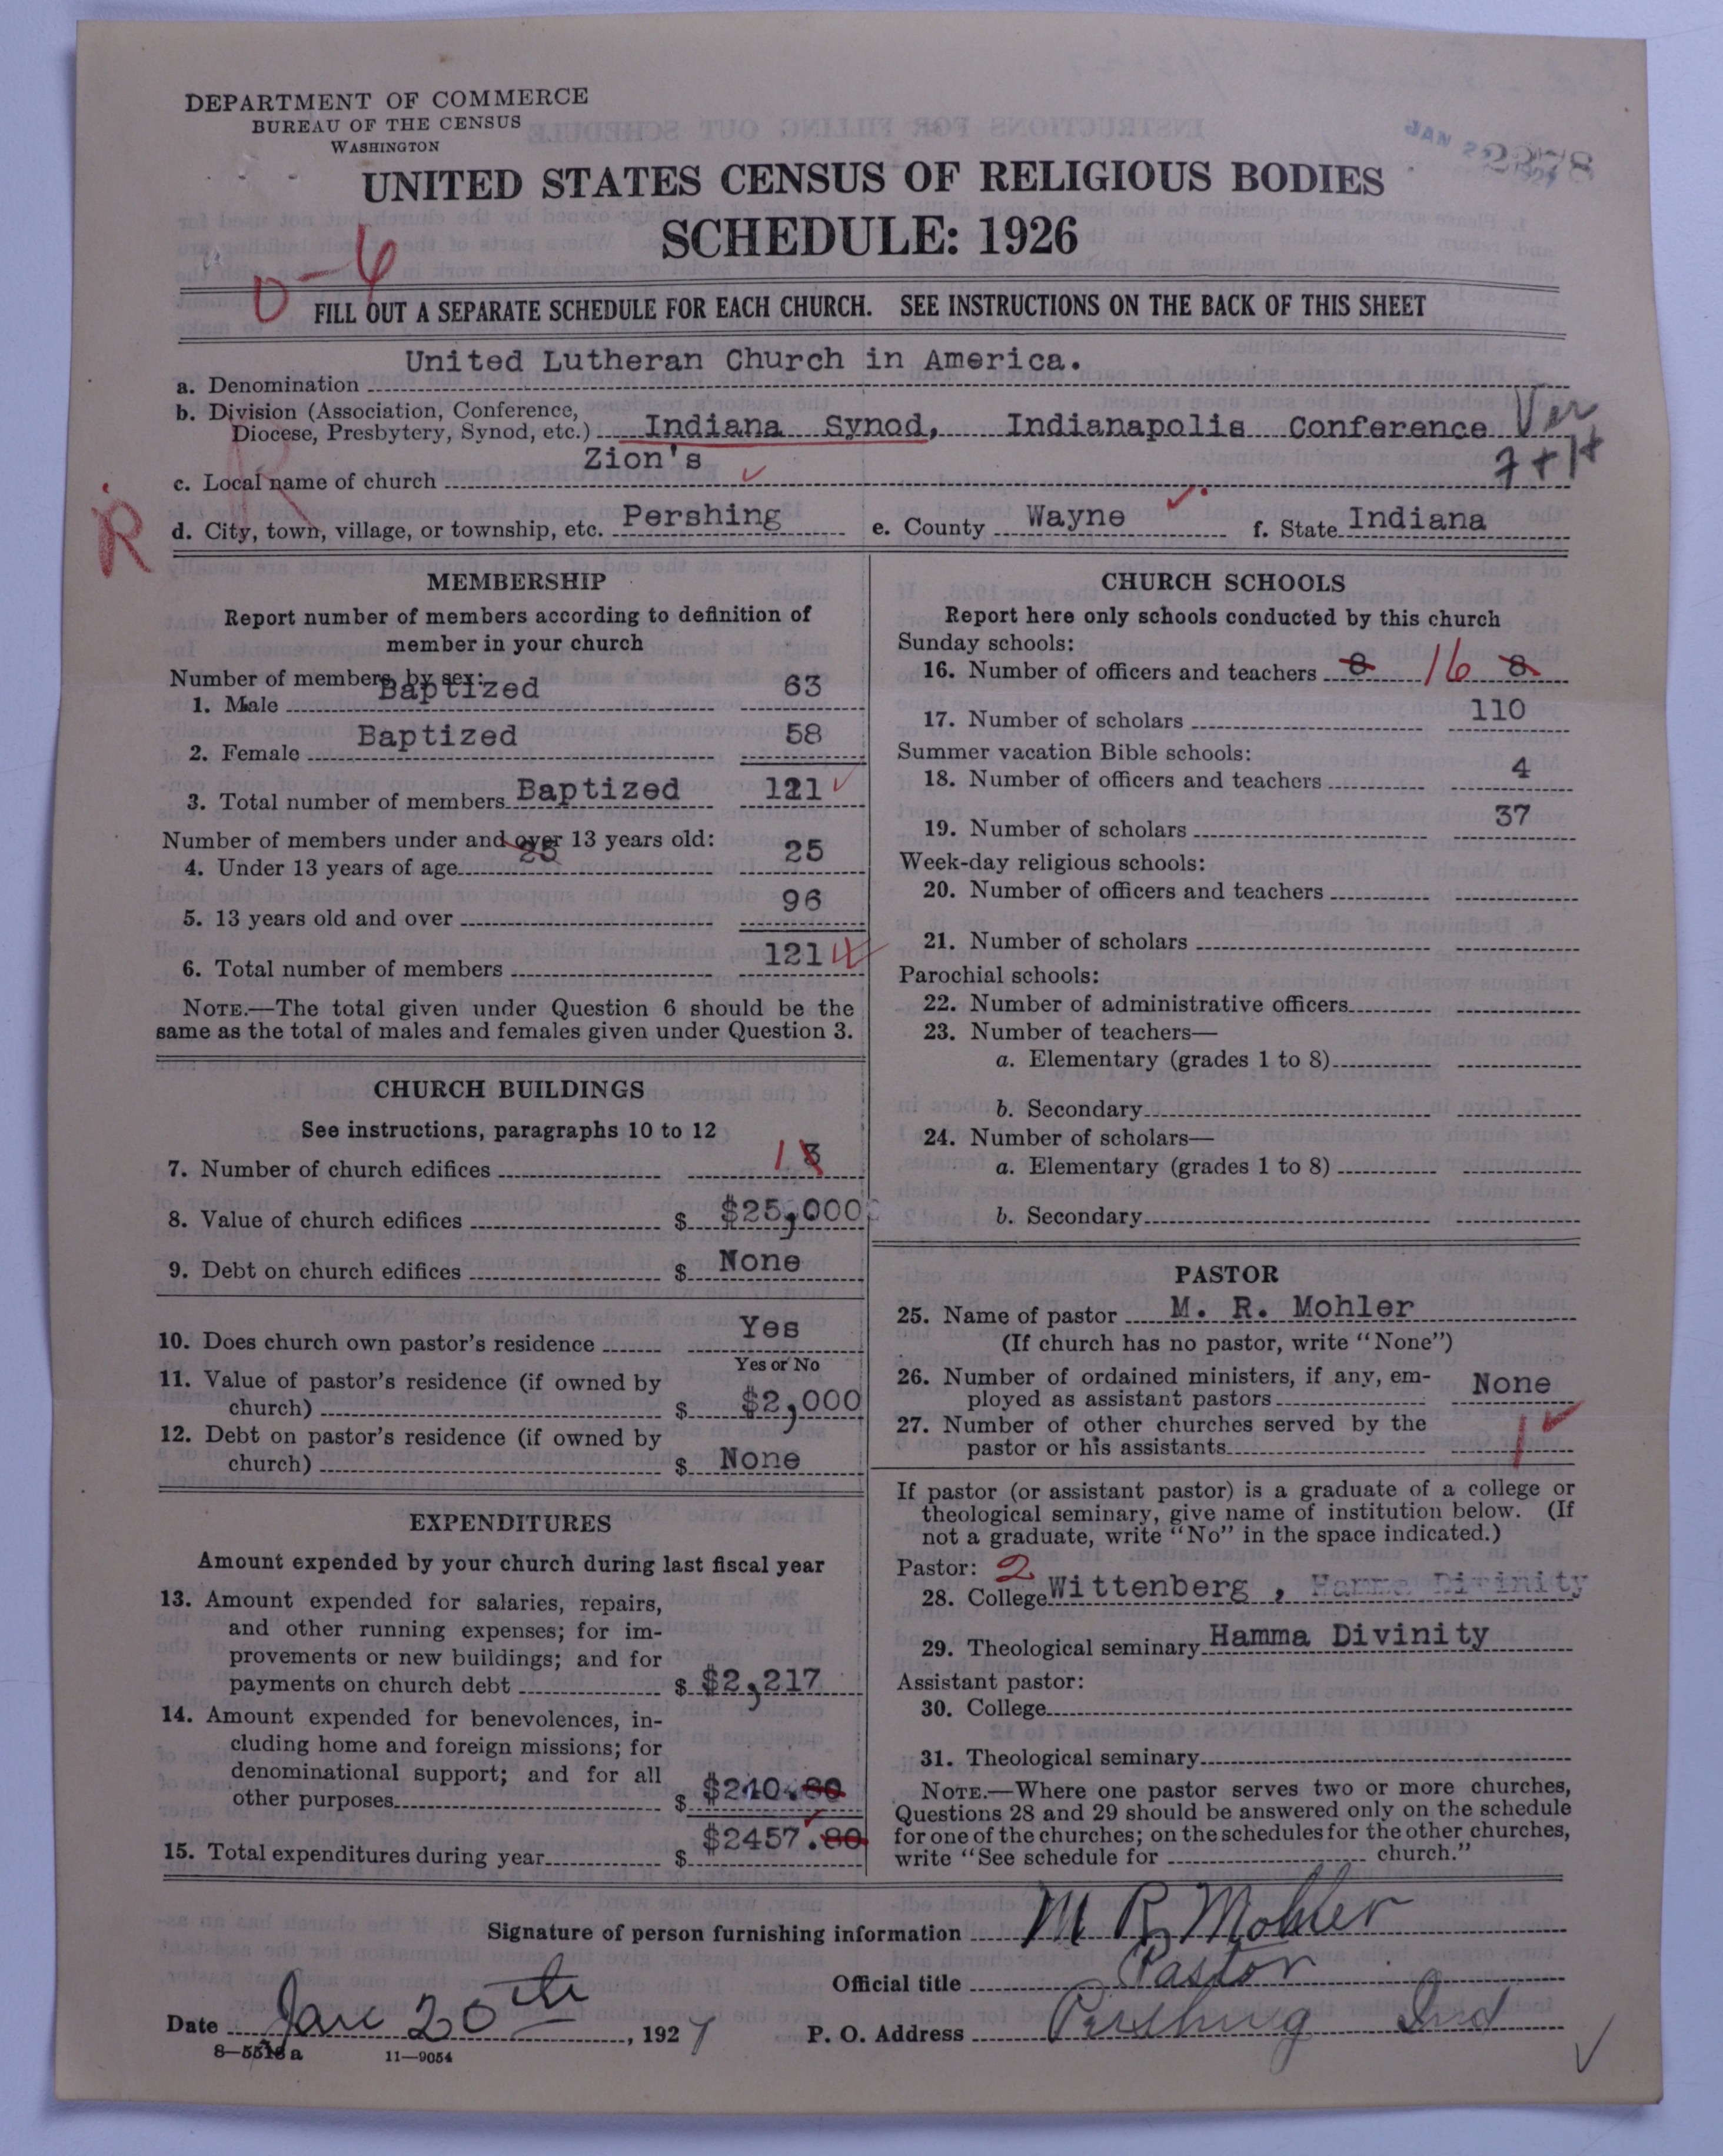 DEPARTMENT OF COMMERCE
BUREAU OF THE CENSUS
WASHINGTON
JAN 2378
UNITED STATES CENSUS OF RELIGIOUS BODIES
SCHEDULE: 1926
0-6
FILL OUT A SEPARATE SCHEDULE FOR EACH CHURCH. SEE INSTRUCTIONS ON THE BACK OF THIS SHEET
a. Denomination United Lutheran Church in America.
b. Division (Association, Conference,
Diocese, Presbytery, Synod, etc.) Indiana Synod, Indianapolis Conference
c. Local name of church Zion's
R
d. City, town, village, or township, etc. Pershing e. County Wayne f. State Indiana
MEMBERSHIP
Report number of members according to definition of
member in your church
Number of members by sex:
1. Male Baptized 63
2. Female Baptized 58
3. Total number of members Baptized 121
Number of members under and over 13 years old:
4. Under 13 years of age 25 25
5. 13 years old and over 96
6. Total number of members 121
NOTE.—The total given under Question 6 should be the
same as the total of males and females given under Question 3.
CHURCH BUILDINGS
See instructions, paragraphs 10 to 12
7. Number of church edifices 1 3
8. Value of church edifices $ $25,000
9. Debt on church edifices $ None
10. Does church own pastor's residence Yes
Yes or No
11. Value of pastor's residence (if owned by
church) $ $2,000
12. Debt on pastor's residence (if owned by
church) $ None
EXPENDITURES
Amount expended by your church during last fiscal year
13. Amount expended for salaries, repairs,
and other running expenses; for im-
provements or new buildings; and for
payments on church debt $ $2,217
14. Amount expended for benevolences, in-
cluding home and foreign missions; for
denominational support; and for all
other purposes $ $240.80
15. Total expenditures during year $ $2457.80
CHURCH SCHOOLS
Report here only schools conducted by this church
Sunday schools:
16. Number of officers and teachers 8 16 8
17. Number of scholars 110
Summer vacation Bible schools:
18. Number of officers and teachers 4
19. Number of scholars 37
Week-day religious schools:
20. Number of officers and teachers
21. Number of scholars
Parochial schools:
22. Number of administrative officers
23. Number of teachers—
a. Elementary (grades 1 to 8)
b. Secondary
24. Number of scholars—
a. Elementary (grades 1 to 8)
b. Secondary
PASTOR
25. Name of pastor M. R. Mohler
(If church has no pastor, write "None")
26. Number of ordained ministers, if any, em-
ployed as assistant pastors None
27. Number of other churches served by the
pastor or his assistants 1
If pastor (or assistant pastor) is a graduate of a college or
theological seminary, give name of institution below. (If
not a graduate, write "No" in the space indicated.)
Pastor: 2
28. College Wittenberg , Hamma Divinity
29. Theological seminary Hamma Divinity
Assistant pastor:
30. College
31. Theological seminary
NOTE.—Where one pastor serves two or more churches,
Questions 28 and 29 should be answered only on the schedule
for one of the churches; on the schedules for the other churches,
write "See schedule for church."
Signature of person furnishing information M R Mohler
Official title Pastor
Date Jan 20th, 1927 P. O. Address Pershing Ind
8—5518 a 11—9054